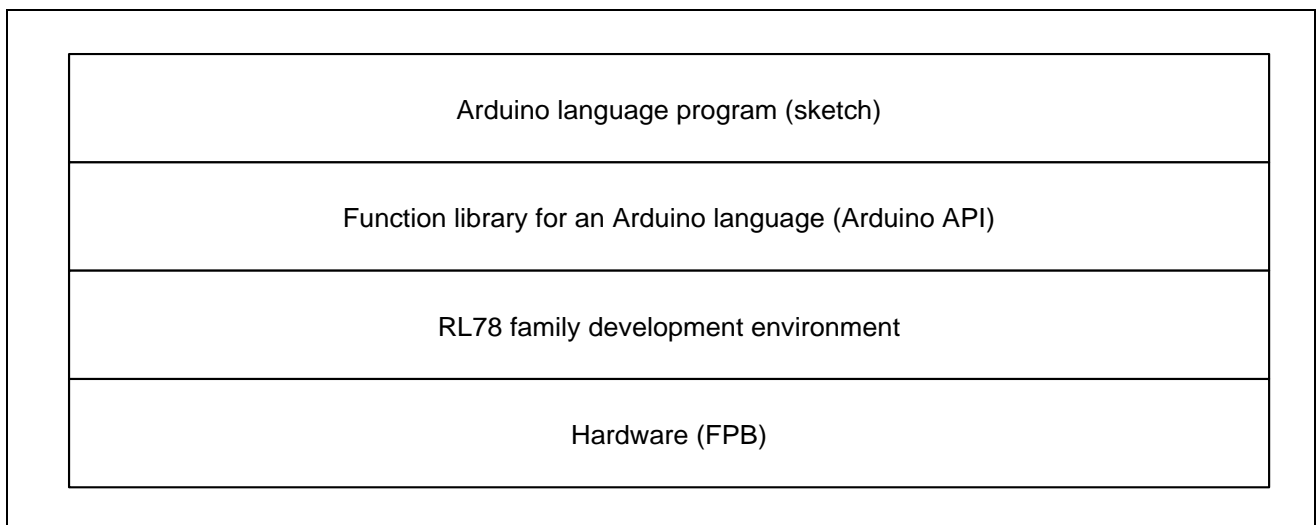 Arduino language program (sketch)
Function library for an Arduino language (Arduino API)
RL78 family development environment
Hardware (FPB)